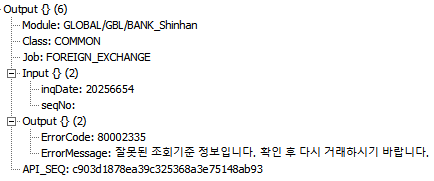 Output {} (6)
Module: GLOBAL/GBL/BANK_Shinhan
Class: COMMON
Job: FOREIGN_EXCHANGE
Input {} (2)
inqDate: 20256654
seqNo:
Output {} (2)
ErrorCode: 80002335
ErrorMessage: 잘못된 조회기준 정보입니다. 확인 후 다시 거래하시기 바랍니다.
API_SEQ: c903d1878ea39c325368a3e75148ab93